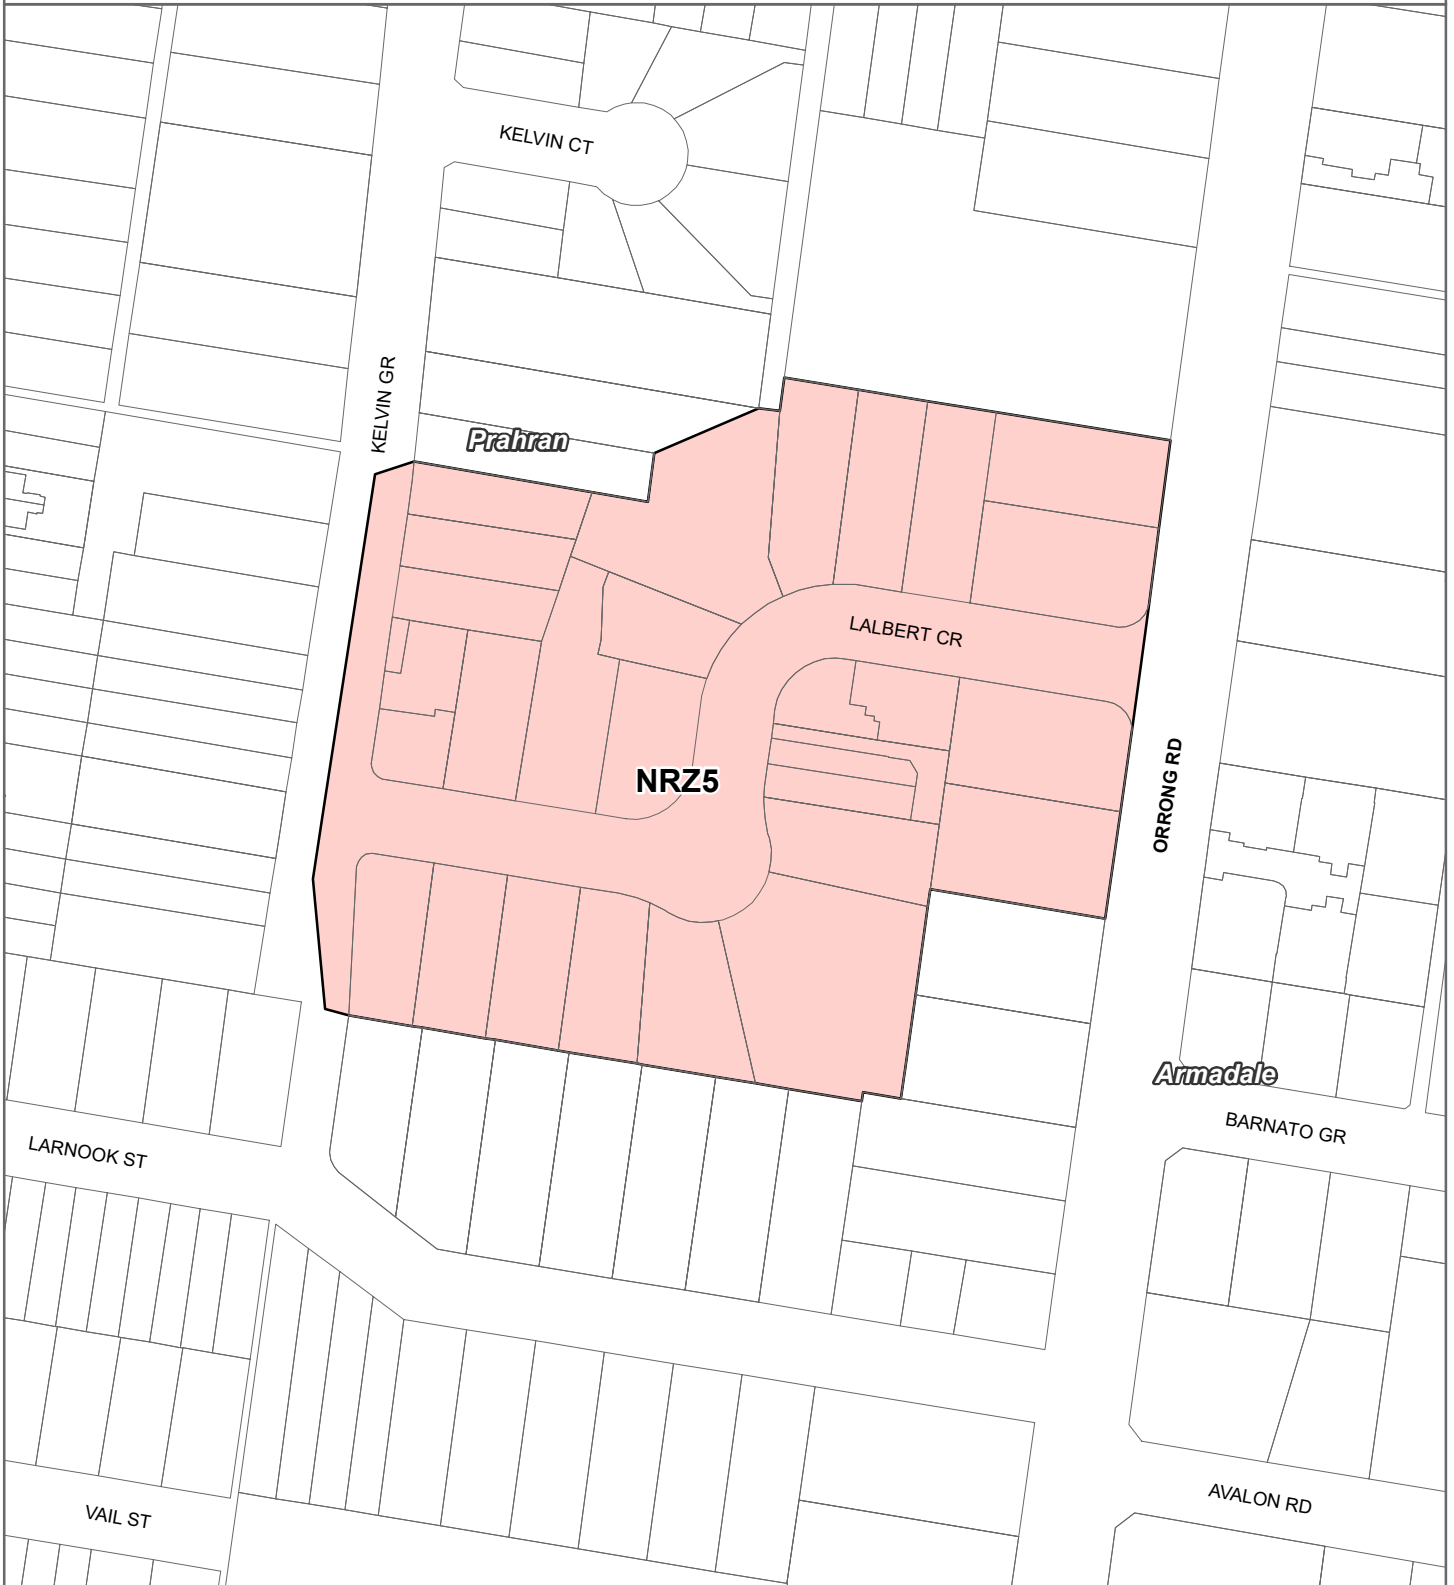 KELVIN CT
KELVIN GR
Prahran
LALBERT CR
NRZ5
ORRONG RD
Armadale
BARNATO GR
LARNOOK ST
AVALON RD
VAIL ST